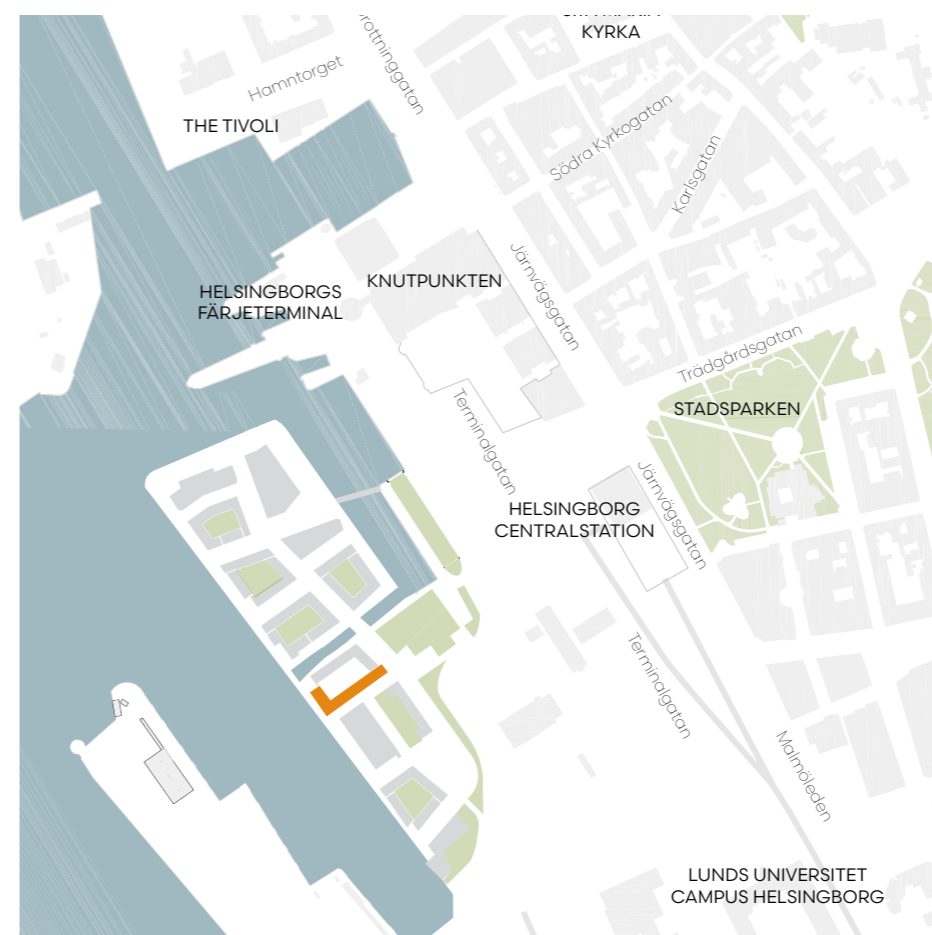 KYRKA
Hamntorget
THE TIVOLI
Södra Kyrkogatan
Karlsgatan
Järnvägsgatan
KNUTPUNKTEN
HELSINGBORGS
FÄRJETERMINAL
Trädgårdsgatan
STADSPARKEN
Terminalgatan
Järnvägsgatan
HELSINGBORG
CENTRALSTATION
Terminalgatan
Malmöleden
LUNDS UNIVERSITET
CAMPUS HELSINGBORG